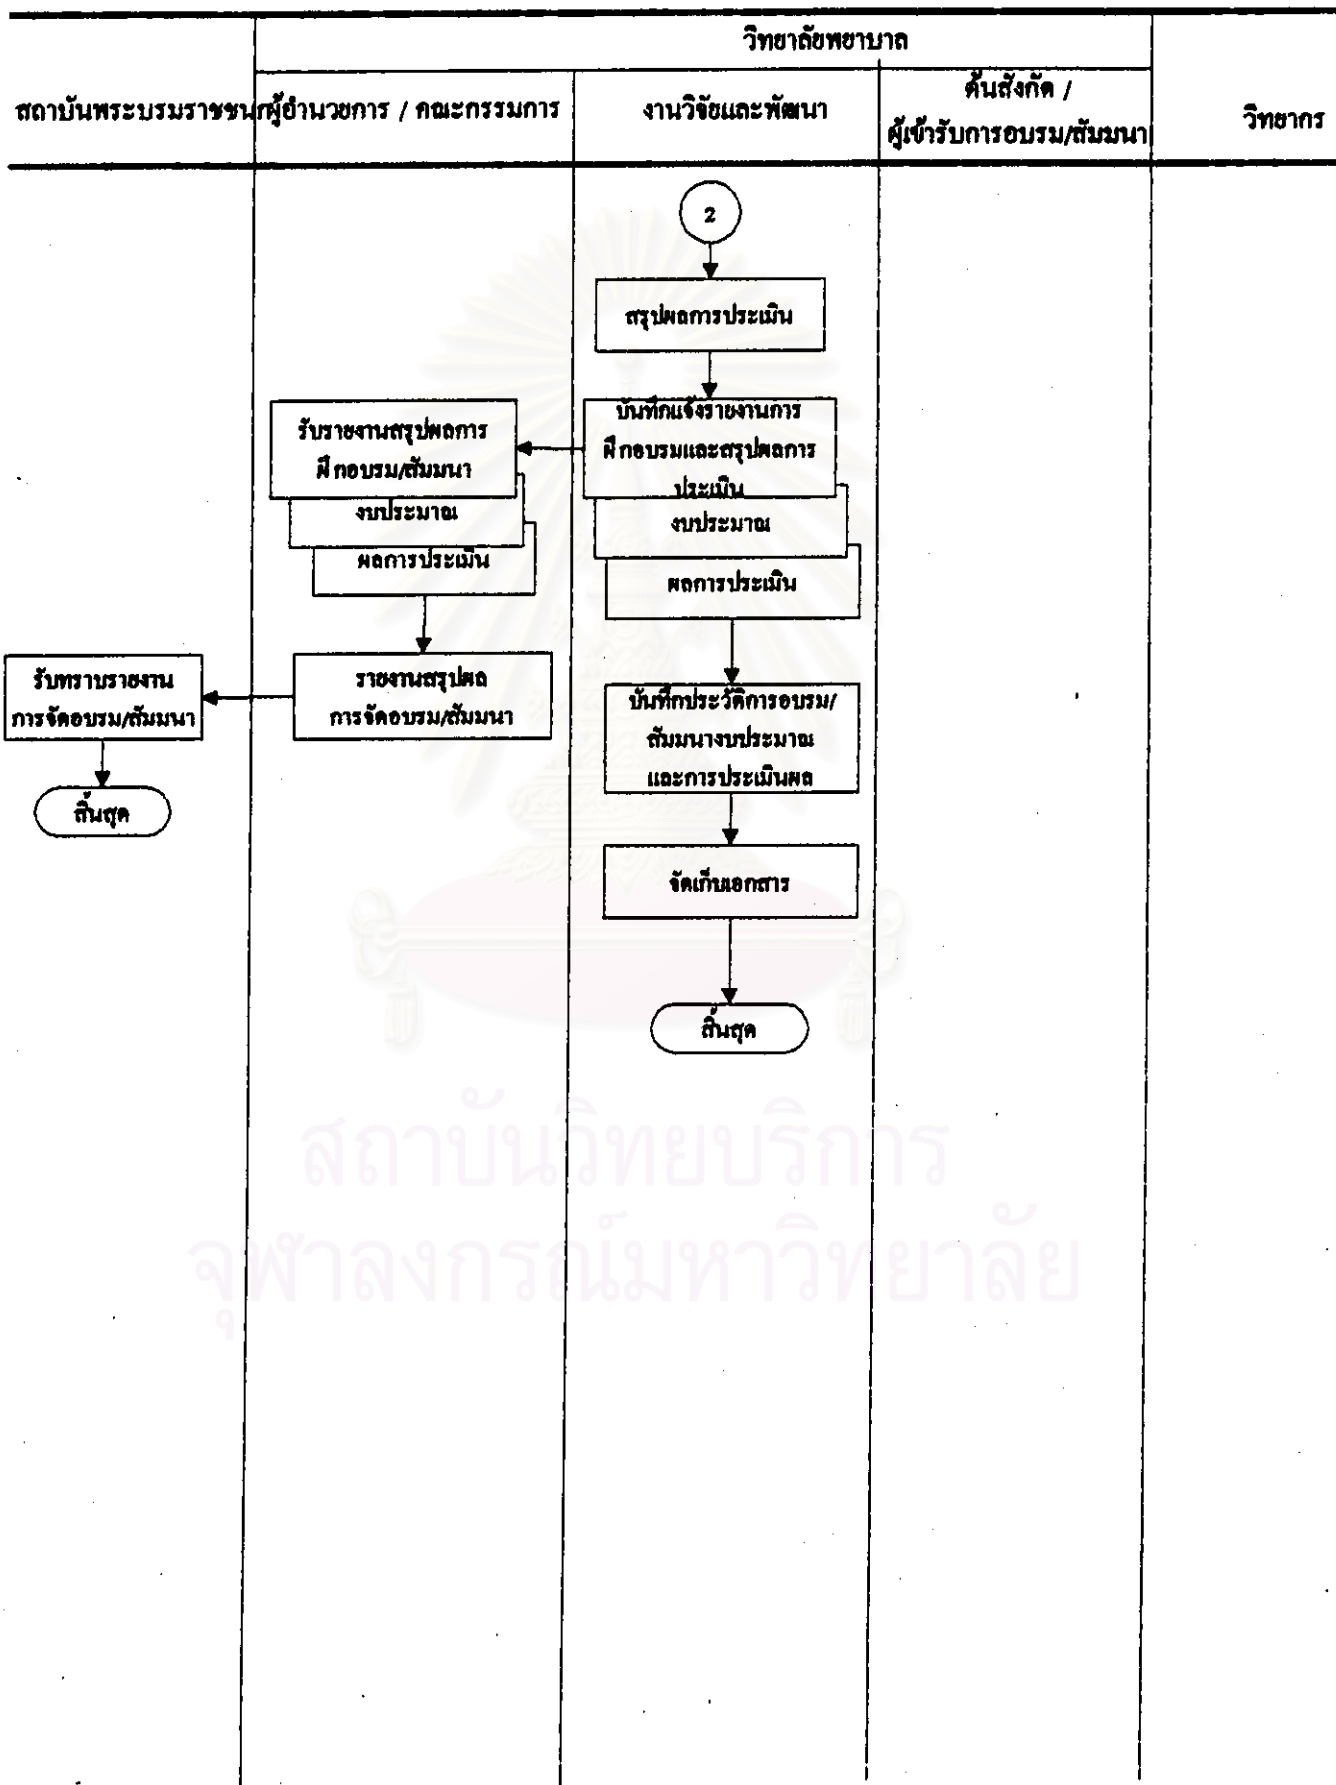 วิทยาลัยพยาบาล
สถาบันพระบรมราชชนก
ผู้อำนวยการ / คณะกรรมการ
งานวิจัยและพัฒนา
ต้นสังกัด /
ผู้เข้ารับการอบรม/สัมมนา
วิทยากร
2
สรุปผลการประเมิน
บันทึกแจ้งรายงานการ
ฝึกอบรมและสรุปผลการ
ประเมิน
งบประมาณ
ผลการประเมิน
รับรายงานสรุปผลการ
ฝึกอบรม/สัมมนา
งบประมาณ
ผลการประเมิน
รับทราบรายงาน
การจัดอบรม/สัมมนา
รายงานสรุปผล
การจัดอบรม/สัมมนา
บันทึกประวัติการอบรม/
สัมมนางบประมาณ
และการประเมินผล
สิ้นสุด
จัดเก็บเอกสาร
สิ้นสุด
สถาบันวิทยบริการ
จุฬาลงกรณ์มหาวิทยาลัย